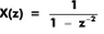 X(z) = 1 / (1 − z⁻²)